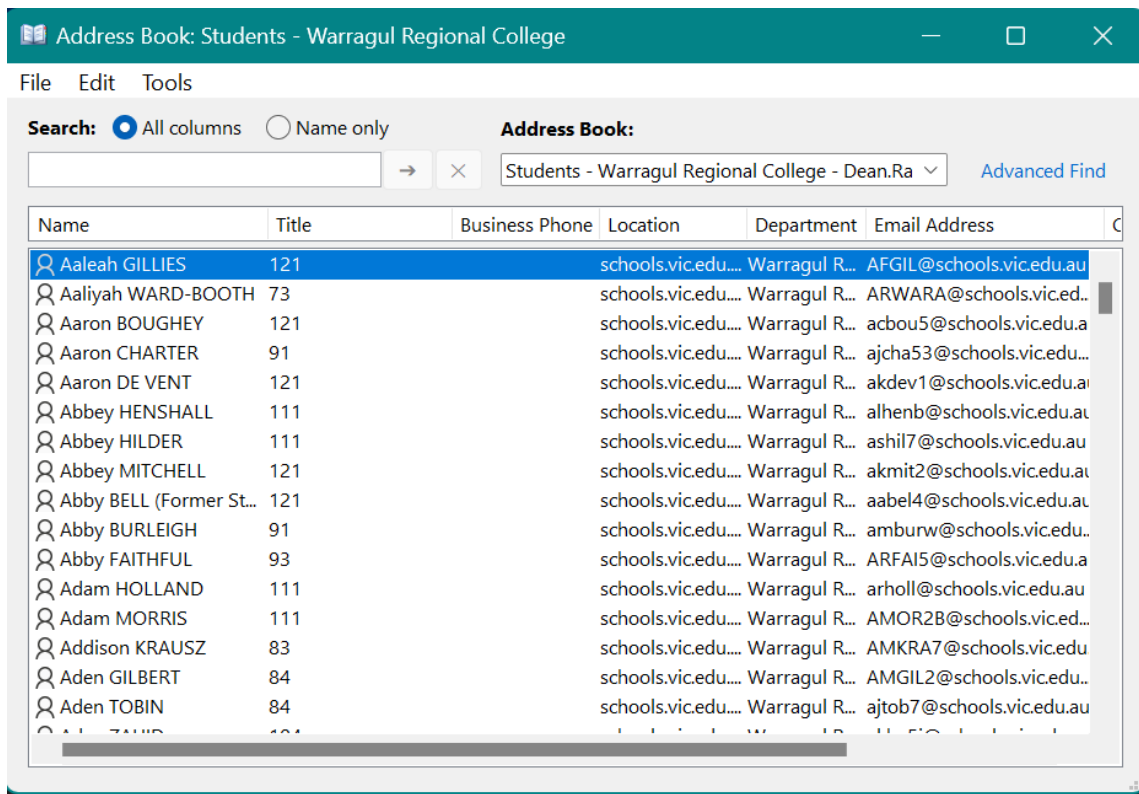 Address Book: Students - Warragul Regional College
File Edit Tools
Search: All columns Name only Address Book:
Students - Warragul Regional College - Dean.Ra Advanced Find
Name Title Business Phone Location Department Email Address
Aaleah GILLIES 121 schools.vic.edu.... Warragul R... AFGIL@schools.vic.edu.au
Aaliyah WARD-BOOTH 73 schools.vic.edu.... Warragul R... ARWARA@schools.vic.ed...
Aaron BOUGHEY 121 schools.vic.edu.... Warragul R... acbou5@schools.vic.edu.a
Aaron CHARTER 91 schools.vic.edu.... Warragul R... ajcha53@schools.vic.edu...
Aaron DE VENT 121 schools.vic.edu.... Warragul R... akdev1@schools.vic.edu.au
Abbey HENSHALL 111 schools.vic.edu.... Warragul R... alhenb@schools.vic.edu.au
Abbey HILDER 111 schools.vic.edu.... Warragul R... ashil7@schools.vic.edu.au
Abbey MITCHELL 121 schools.vic.edu.... Warragul R... akmit2@schools.vic.edu.au
Abby BELL (Former St... 121 schools.vic.edu.... Warragul R... aabel4@schools.vic.edu.au
Abby BURLEIGH 91 schools.vic.edu.... Warragul R... amburw@schools.vic.edu...
Abby FAITHFUL 93 schools.vic.edu.... Warragul R... ARFAI5@schools.vic.edu.a
Adam HOLLAND 111 schools.vic.edu.... Warragul R... arholl@schools.vic.edu.au
Adam MORRIS 111 schools.vic.edu.... Warragul R... AMOR2B@schools.vic.ed...
Addison KRAUSZ 83 schools.vic.edu.... Warragul R... AMKRA7@schools.vic.edu
Aden GILBERT 84 schools.vic.edu.... Warragul R... AMGIL2@schools.vic.edu...
Aden TOBIN 84 schools.vic.edu.... Warragul R... ajtob7@schools.vic.edu.au